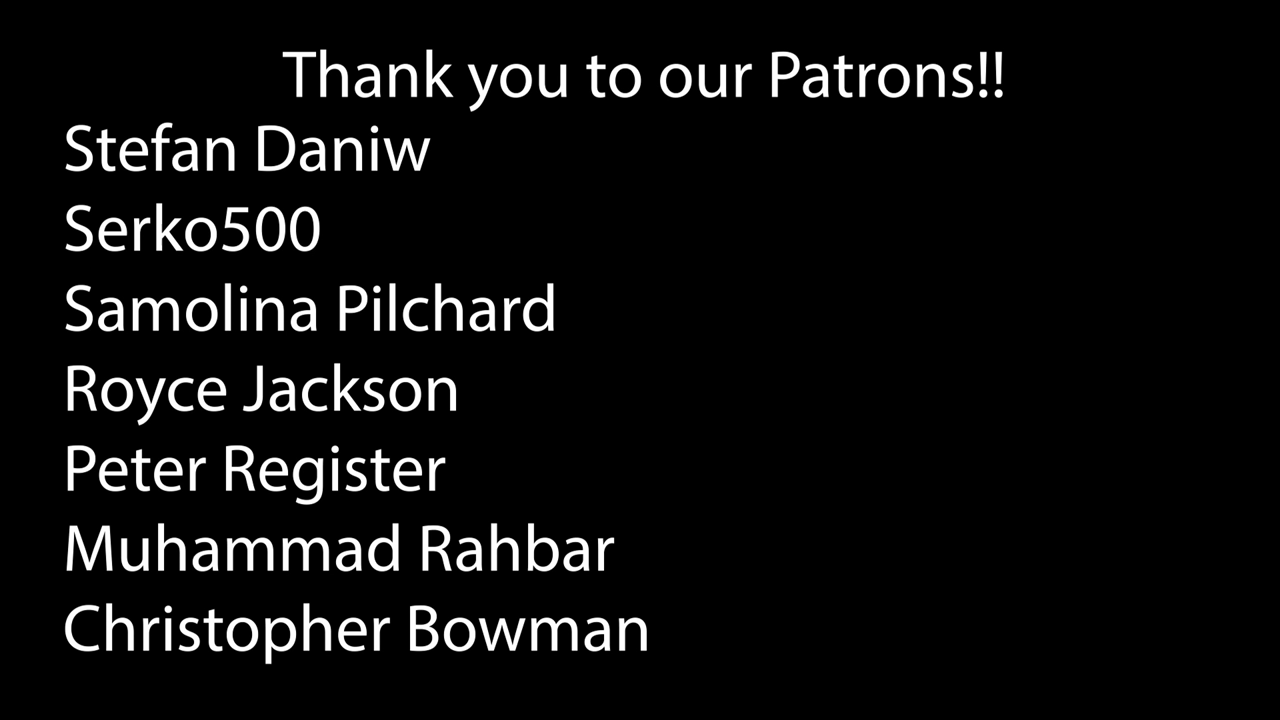 Thank you to our Patrons!!
Stefan Daniw
Serko500
Samolina Pilchard
Royce Jackson
Peter Register
Muhammad Rahbar
Christopher Bowman